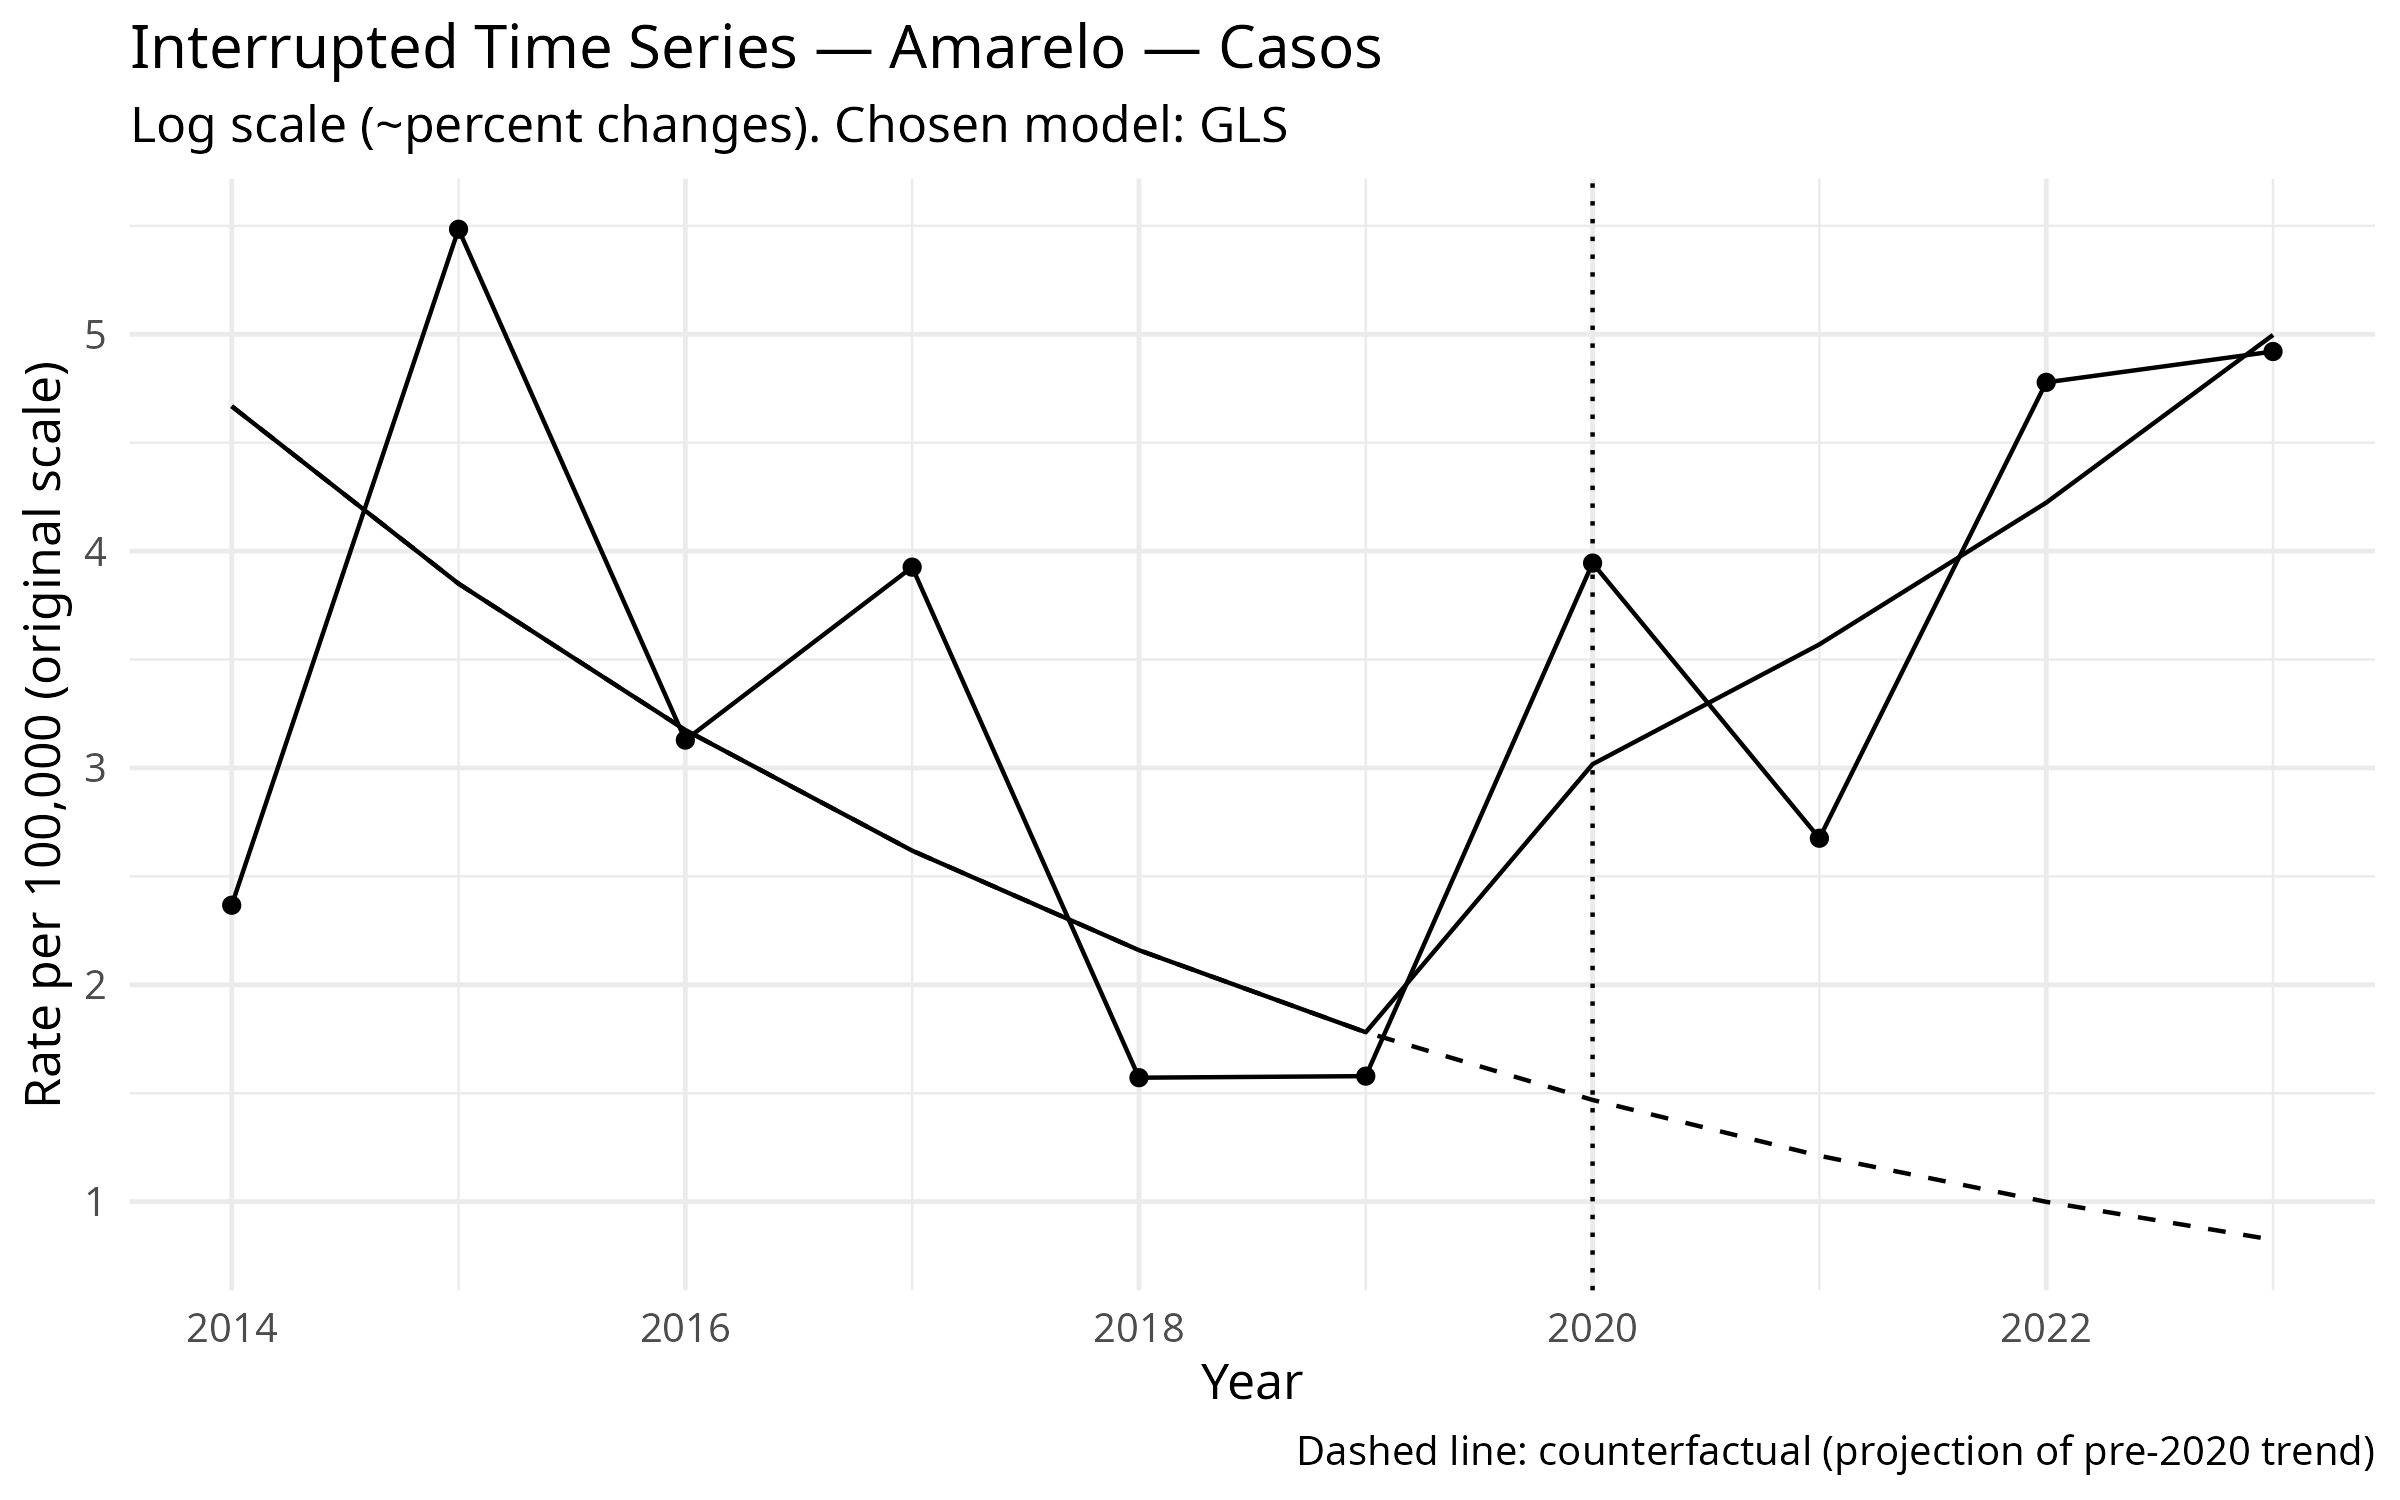 Interrupted Time Series — Amarelo — Casos
Log scale (~percent changes). Chosen model: GLS
Rate per 100,000 (original scale)
5
4
3
2
1
2014 2016 2018 2020 2022
Year
Dashed line: counterfactual (projection of pre-2020 trend)